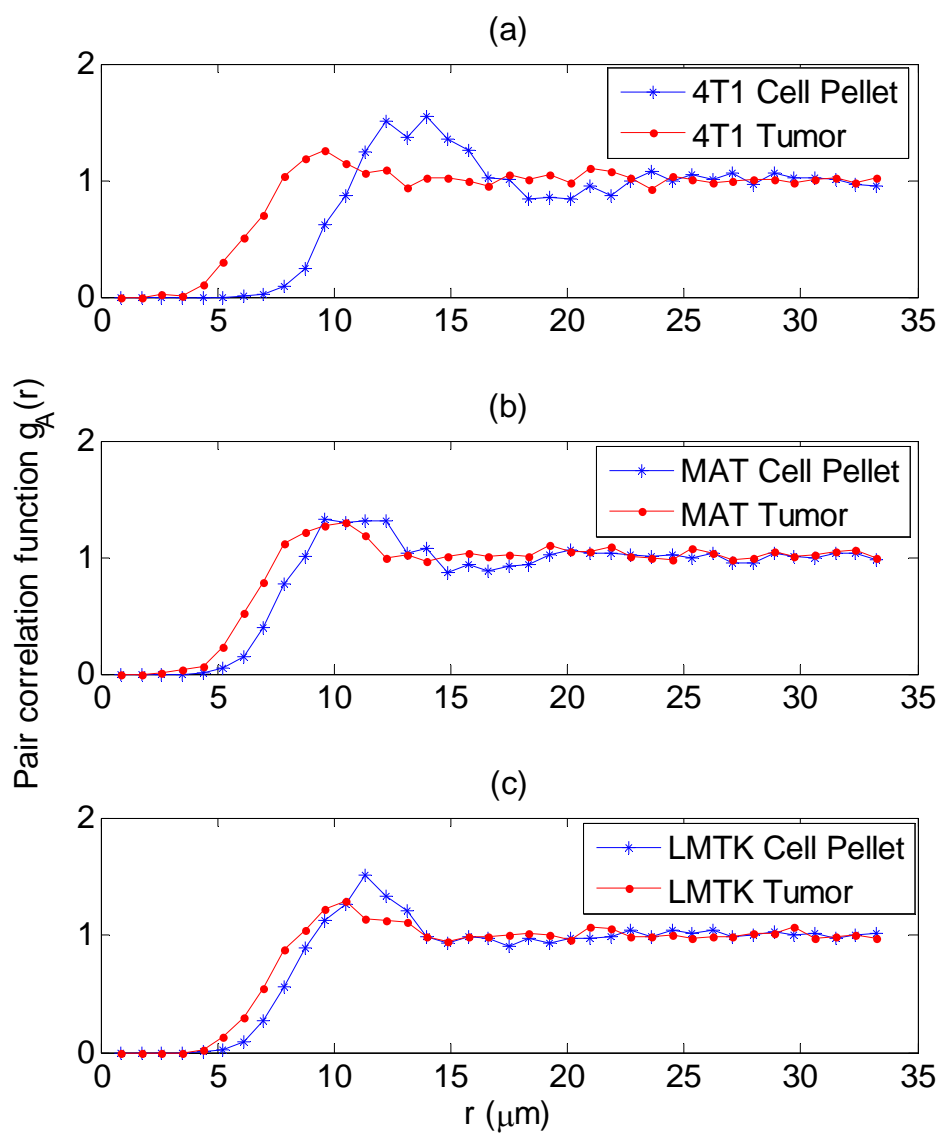 (a)
2
1
0
0 5 10 15 20 25 30 35
4T1 Cell Pellet
4T1 Tumor
Pair correlation function gA(r)
(b)
2
1
0
0 5 10 15 20 25 30 35
MAT Cell Pellet
MAT Tumor
(c)
2
1
0
0 5 10 15 20 25 30 35
LMTK Cell Pellet
LMTK Tumor
r (μm)